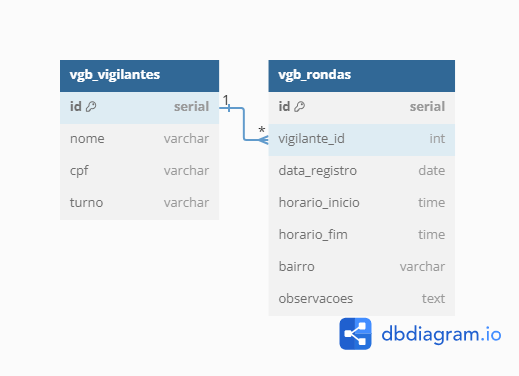 vgb_vigilantes
id serial
nome varchar
cpf varchar
turno varchar
1
*
vgb_rondas
id serial
vigilante_id int
data_registro date
horario_inicio time
horario_fim time
bairro varchar
observacoes text
dbdiagram.io